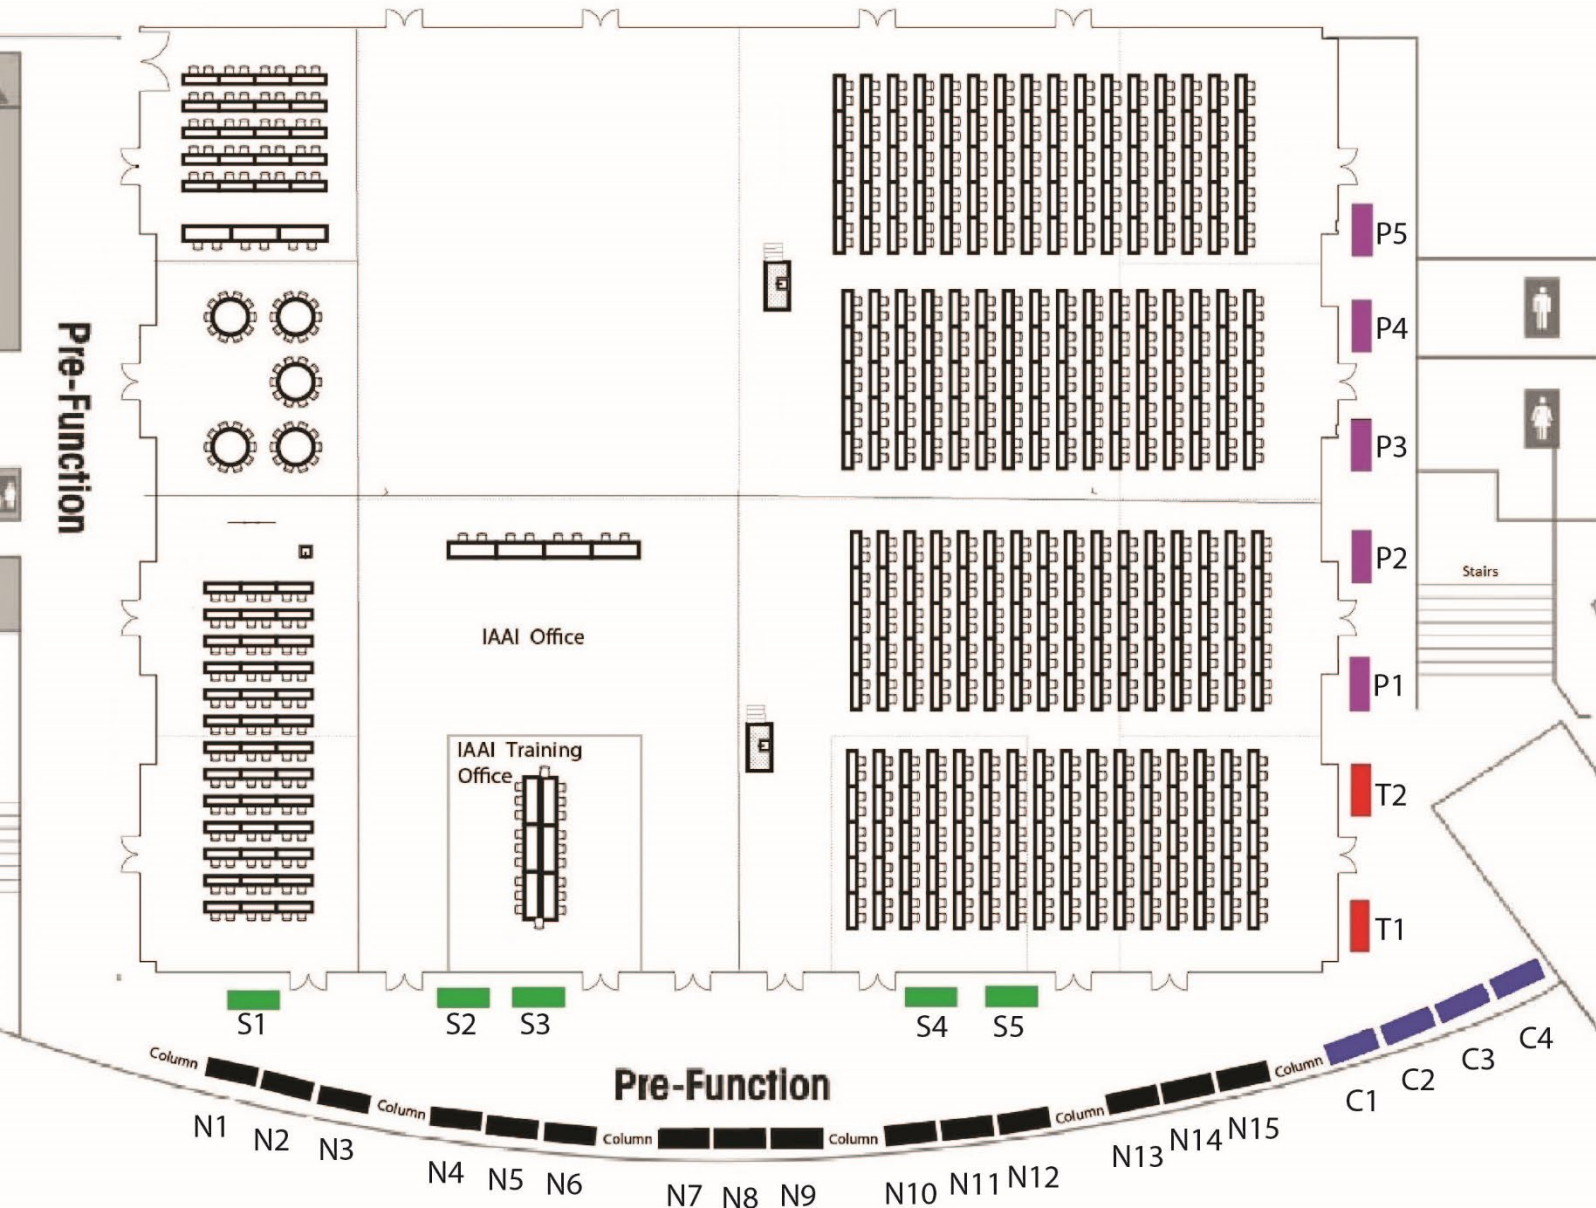 P5
P4
Pre-Function
P3
P2
Stairs
IAAI Office
P1
IAAI Training
Office
T2
T1
S1
S2
S3
S4
S5
Column
Column
Column
Column
Column
Column
Pre-Function
C1
C2
C3
C4
N1
N2
N3
N4
N5
N6
N7
N8
N9
N10
N11
N12
N13
N14
N15